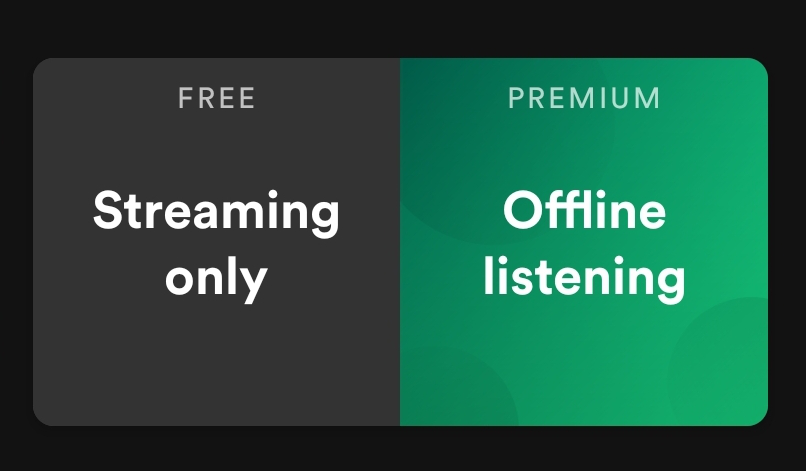 FREE
Streaming
only
PREMIUM
Offline
listening